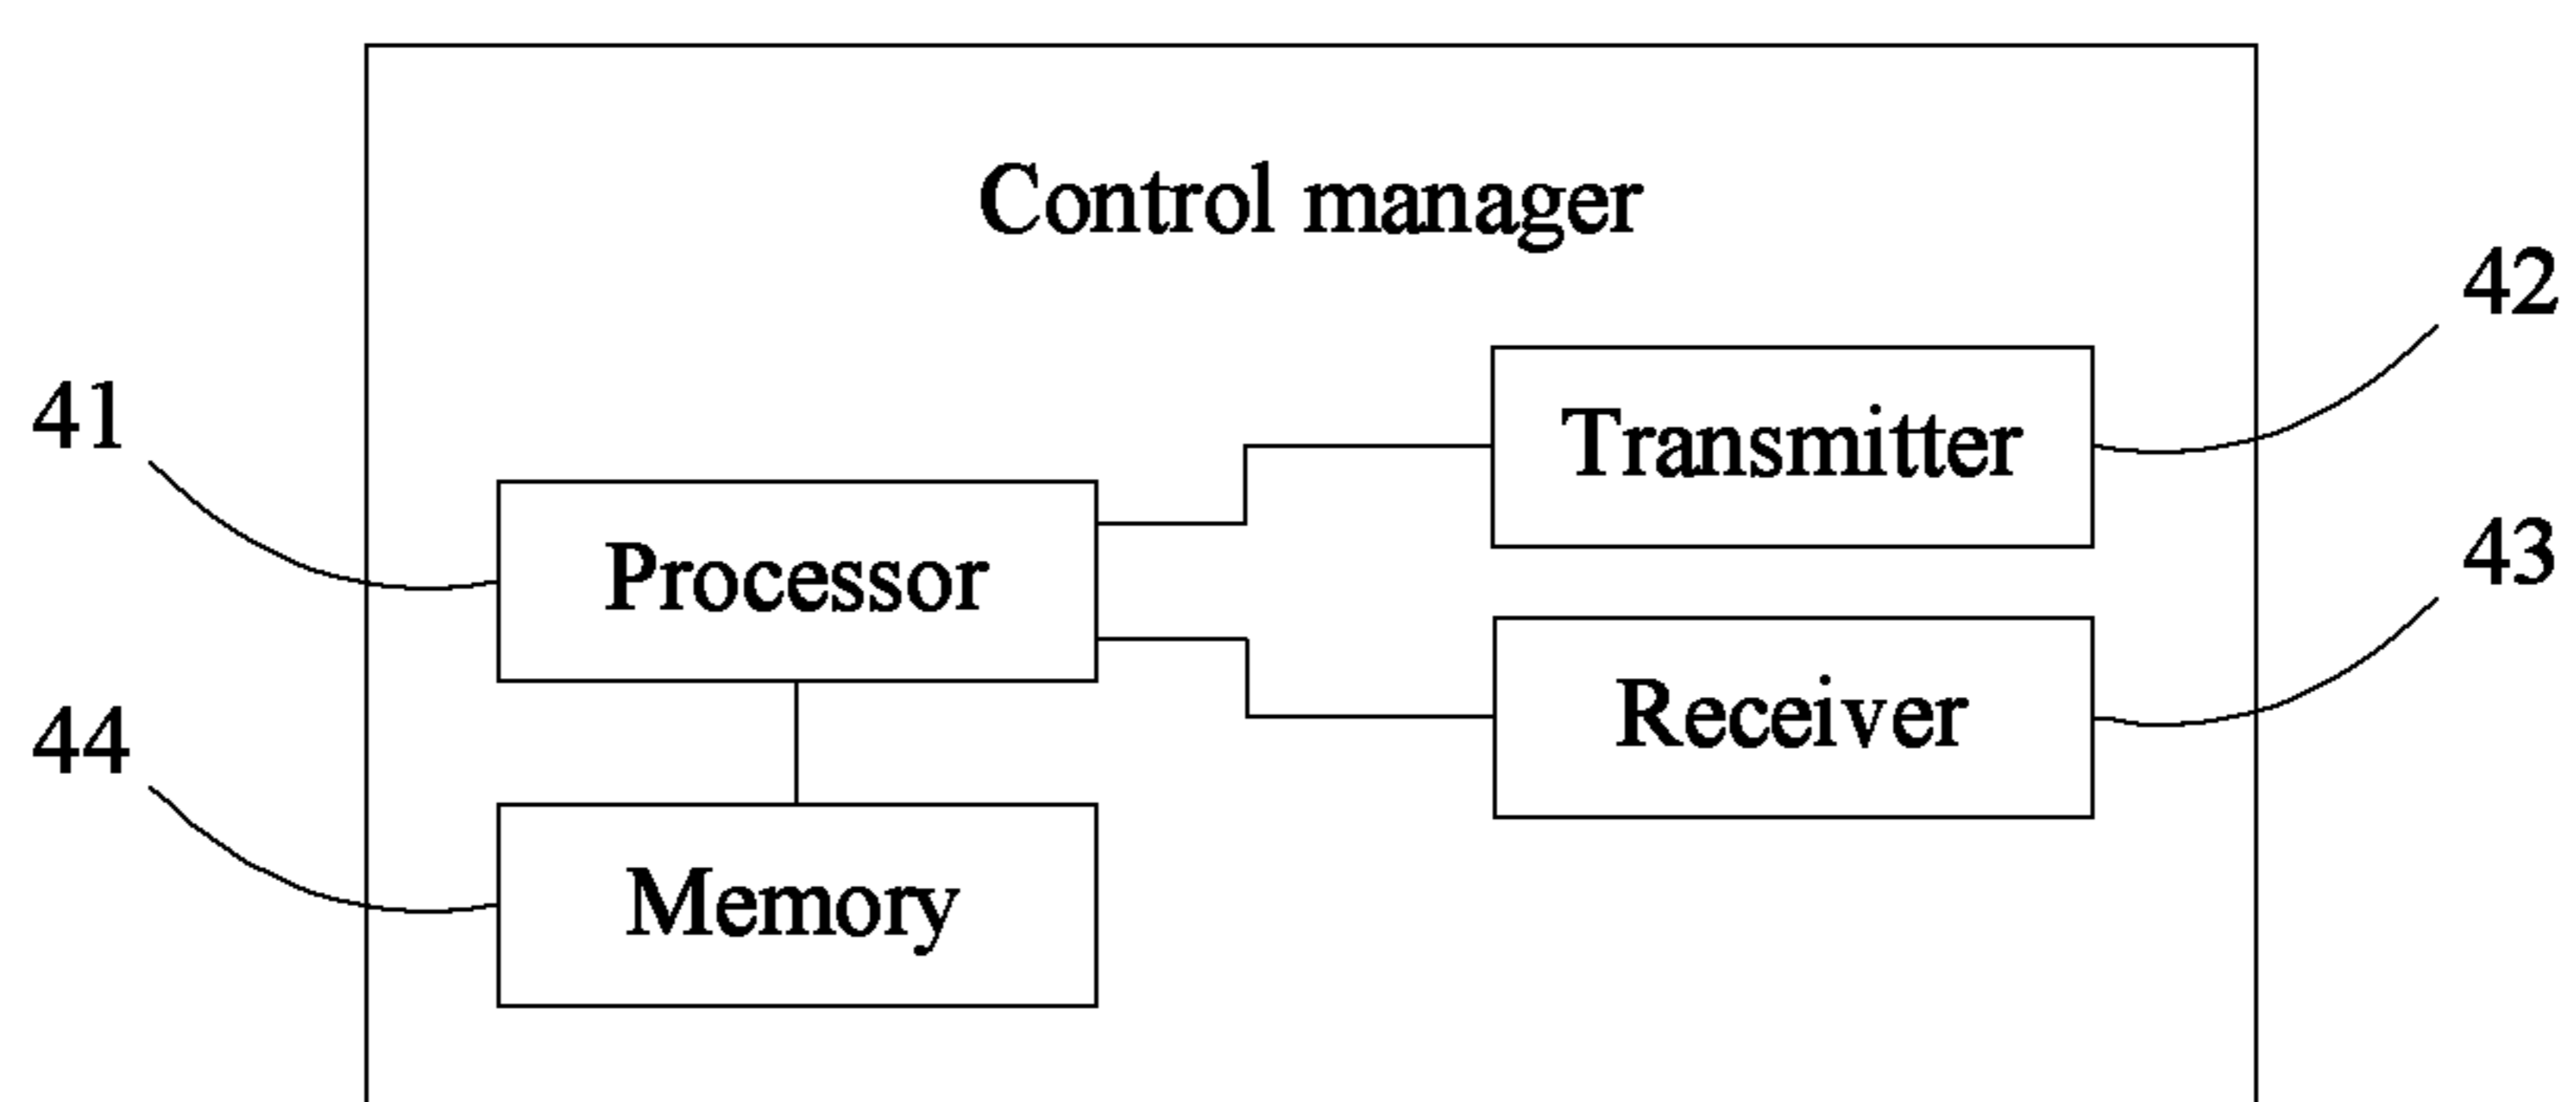 Control manager
42
Transmitter
41
Processor
43
Receiver
44
Memory